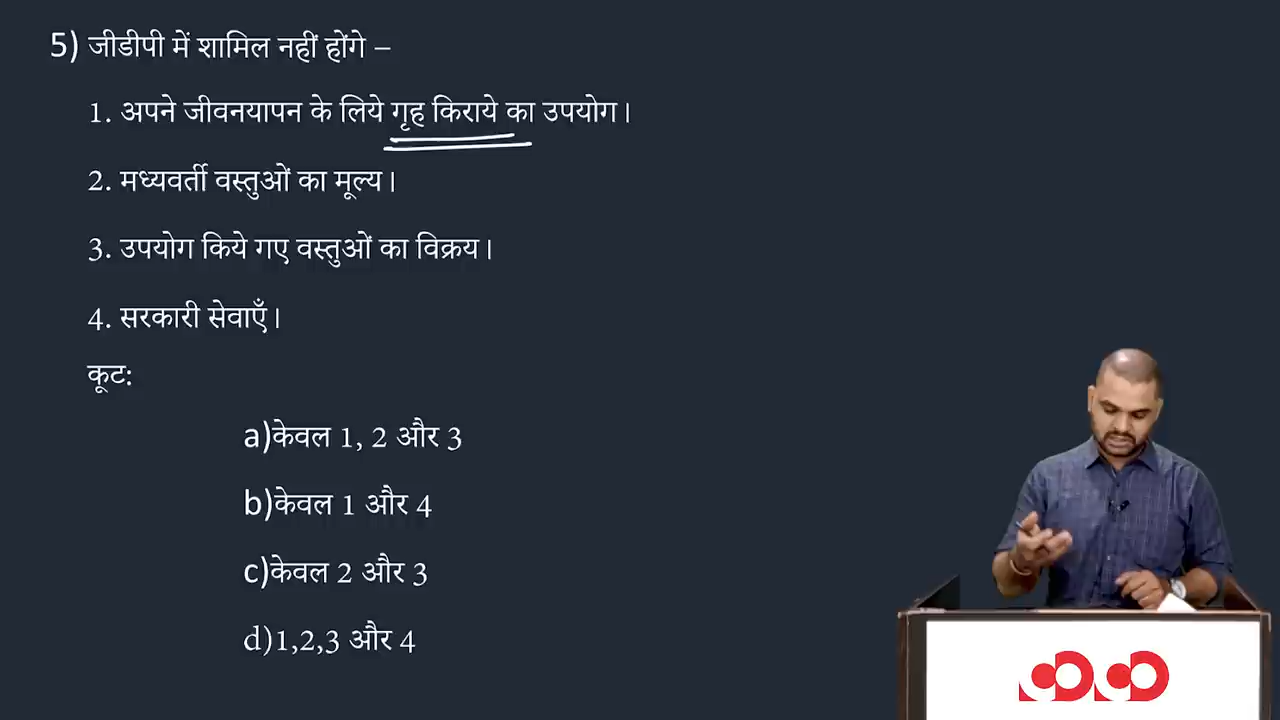 5) जीडीपी में शामिल नहीं होंगे –
1. अपने जीवनयापन के लिये गृह किराये का उपयोग।
2. मध्यवर्ती वस्तुओं का मूल्य।
3. उपयोग किये गए वस्तुओं का विक्रय।
4. सरकारी सेवाएँ।
कूट:
a)केवल 1, 2 और 3
b)केवल 1 और 4
c)केवल 2 और 3
d)1,2,3 और 4